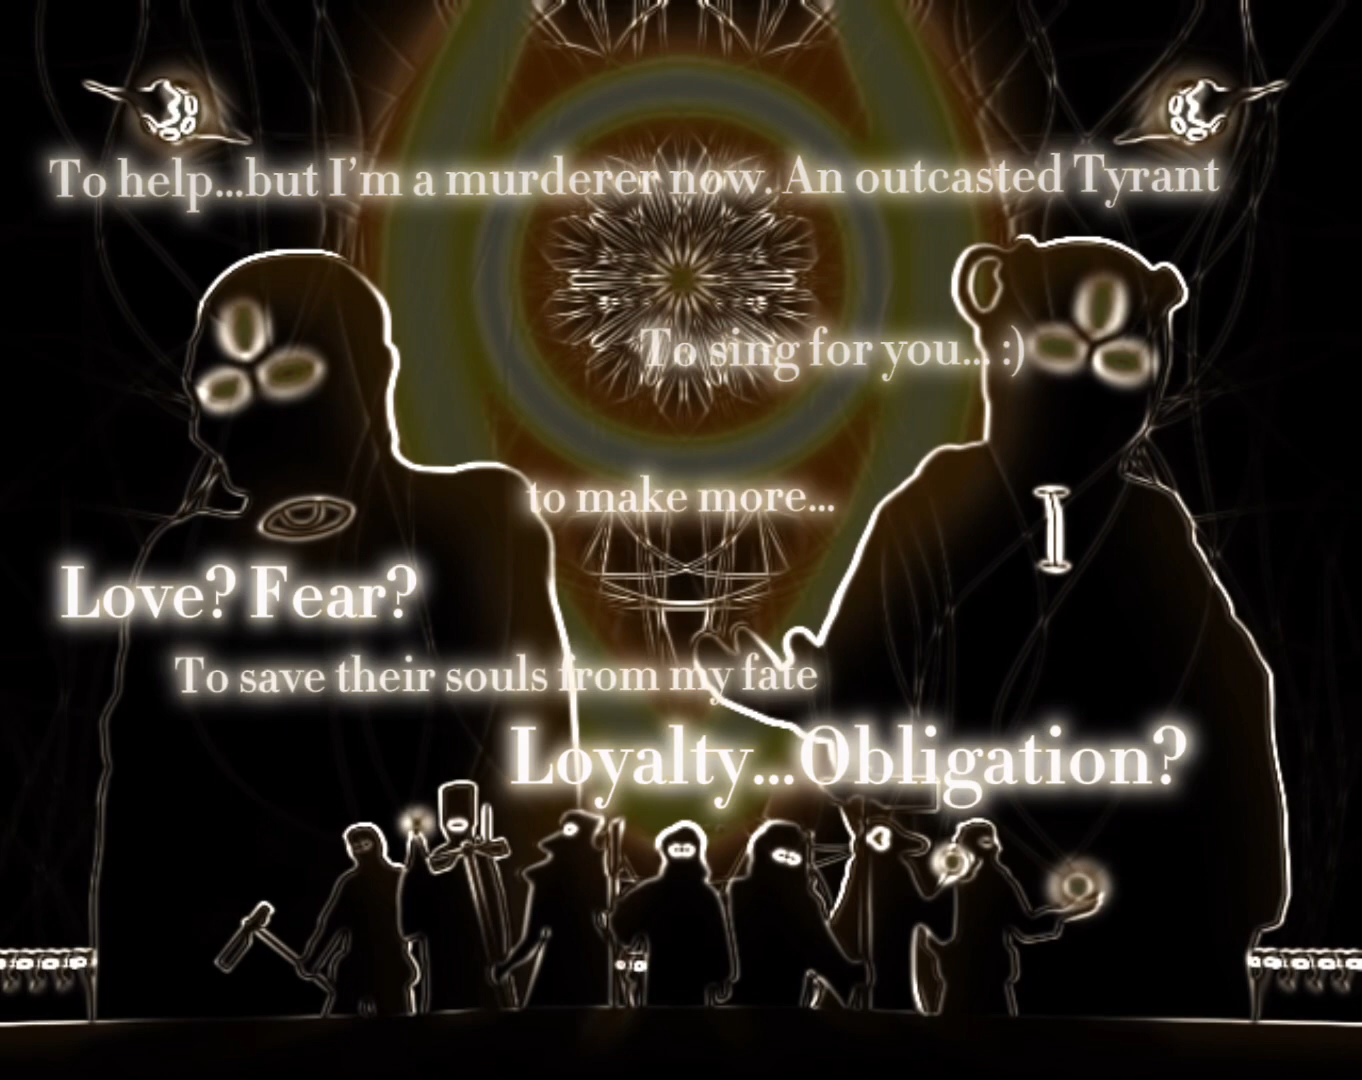 To help...but I'm a murderer now. An outcasted Tyrant
To sing for you... :)
to make more...
Love? Fear?
To save their souls from my fate
Loyalty...Obligation?